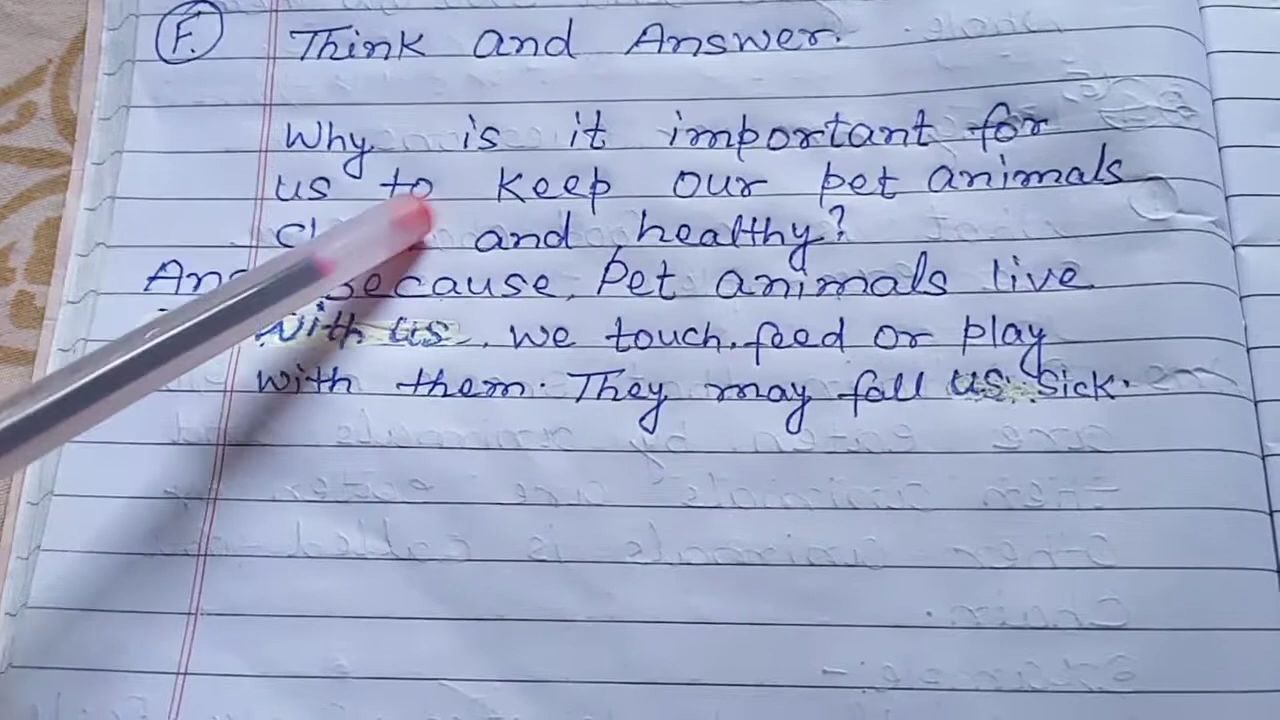 F. Think and Answer.
Why is it important for
us to keep our pet animals
and healthy?
Because, Pet animals live
with us. we touch, feed or play
with them. They may fall us sick.